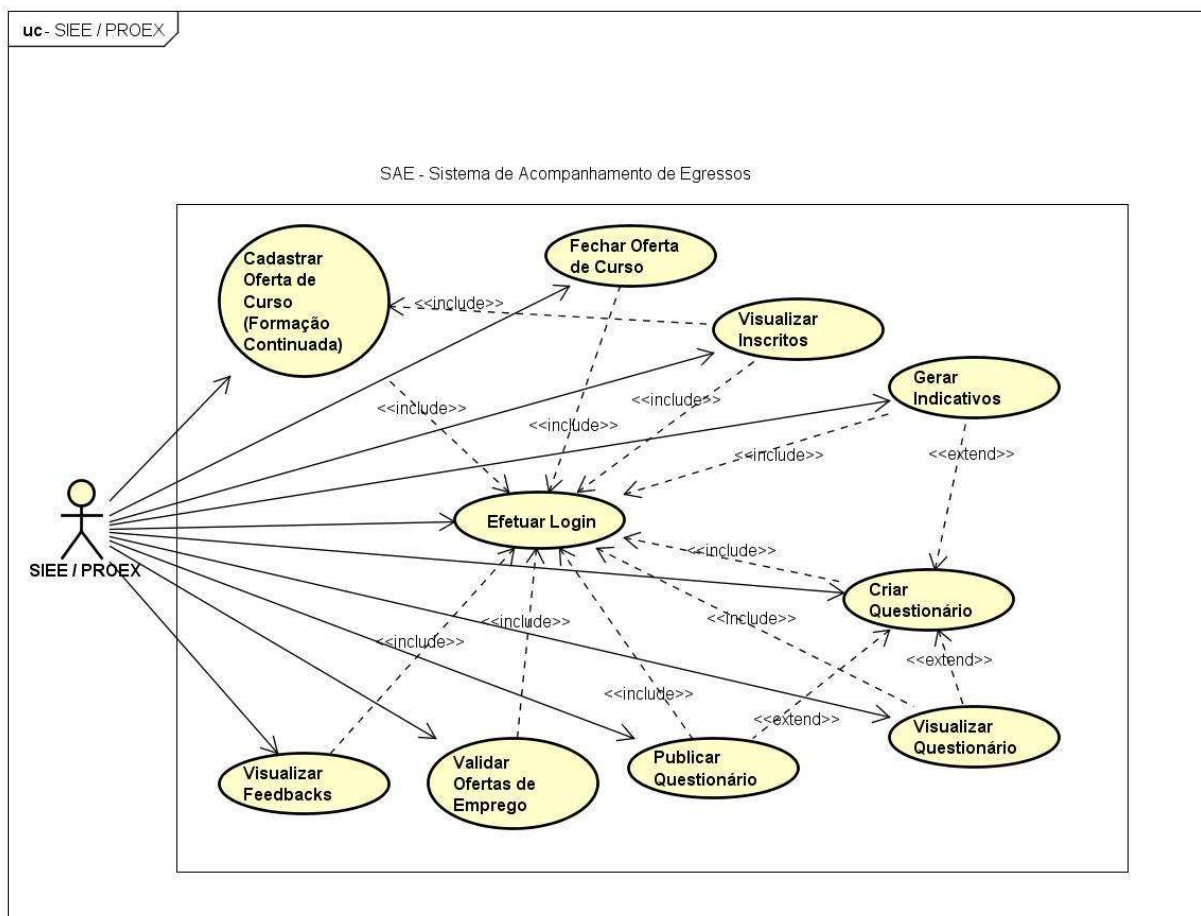 uc - SIEE / PROEX
SAE - Sistema de Acompanhamento de Egressos
Cadastrar
Oferta de
Curso
(Formação
Continuada)
Fechar Oferta
de Curso
<<include>>
Visualizar
Inscritos
Gerar
Indicativos
<<include>>
<<include>>
<<include>>
<<include>>
<<extend>>
Efetuar Login
SIEE / PROEX
<<include>>
Criar
Questionário
<<include>>
<<include>>
<<include>>
<<extend>>
<<include>>
<<extend>>
Visualizar
Questionário
Visualizar
Feedbacks
Validar
Ofertas de
Emprego
Publicar
Questionário